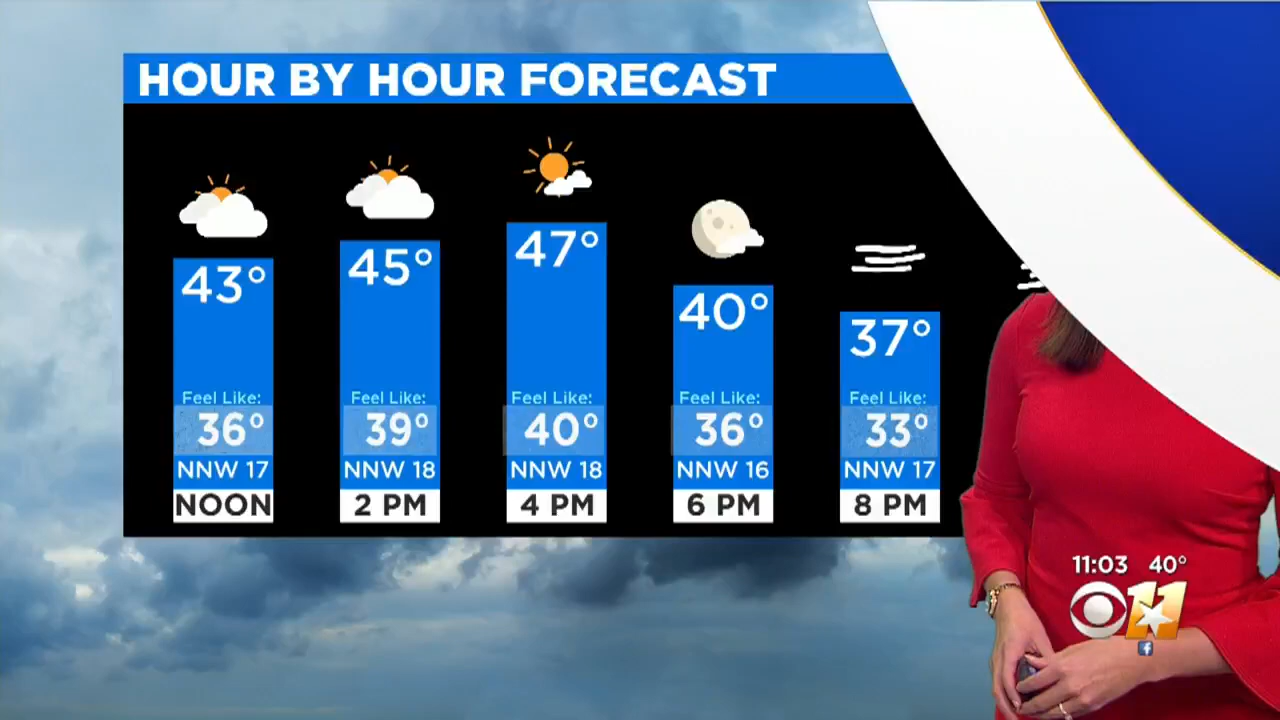 HOUR BY HOUR FORECAST
43° 45° 47° 40° 37°
Feel Like: Feel Like: Feel Like: Feel Like: Feel Like:
36° 39° 40° 36° 33°
NNW 17 NNW 18 NNW 18 NNW 16 NNW 17
NOON 2 PM 4 PM 6 PM 8 PM
11:03 40°
11
f